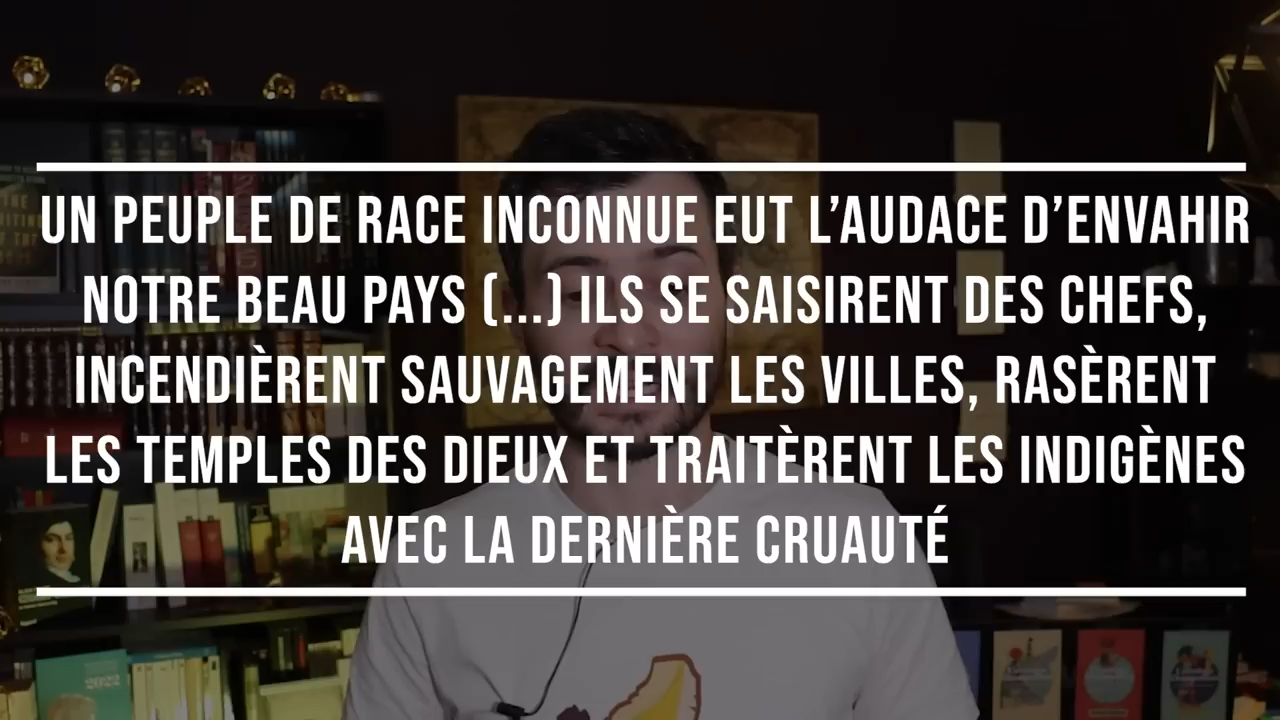 UN PEUPLE DE RACE INCONNUE EUT L’AUDACE D’ENVAHIR
NOTRE BEAU PAYS (...) ILS SE SAISIRENT DES CHEFS,
INCENDIÈRENT SAUVAGEMENT LES VILLES, RASÈRENT
LES TEMPLES DES DIEUX ET TRAITÈRENT LES INDIGÈNES
AVEC LA DERNIÈRE CRUAUTÉ
2022